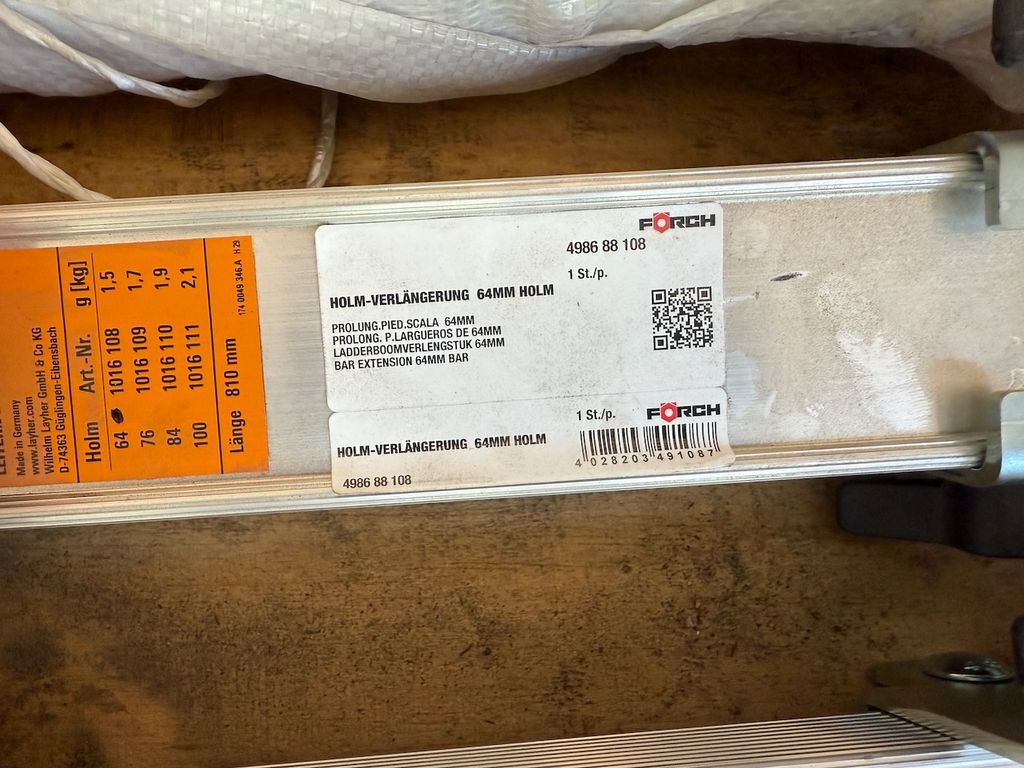 FÖRCH
4986 88 108
1 St./p.
HOLM-VERLÄNGERUNG 64MM HOLM
PROLUNG.PIED.SCALA 64MM
PROLONG. P.LARGUEROS DE 64MM
LADDERBOOMVERLENGSTUK 64MM
BAR EXTENSION 64MM BAR
1 St./p.
FÖRCH
HOLM-VERLÄNGERUNG 64MM HOLM
4 028203 491087
4986 88 108
Made in Germany
www.layher.com
Wilhelm Layher GmbH & Co KG
D-74363 Güglingen-Eibensbach
Holm Art.-Nr. g [kg]
64 1016 108 1,5
76 1016 109 1,7
84 1016 110 1,9
100 1016 111 2,1
Länge 810 mm
174 0049 346.A H 29